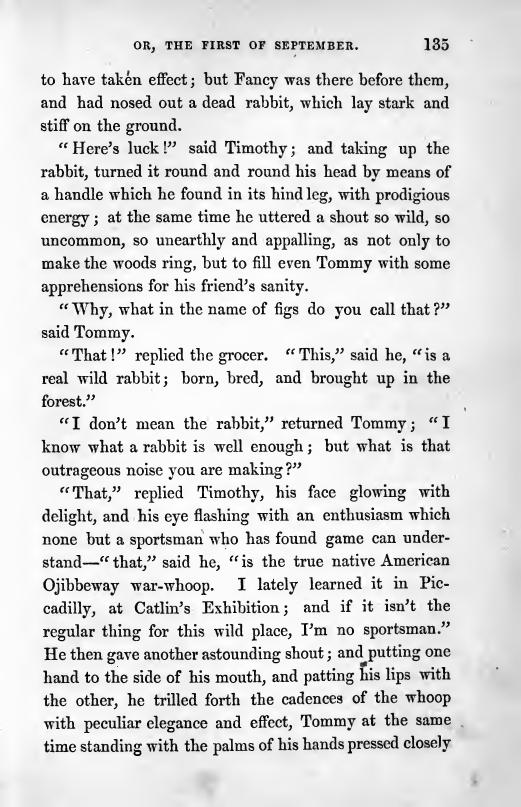 OR, THE FIRST OF SEPTEMBER. 135
to have taken effect; but Fancy was there before them,
and had nosed out a dead rabbit, which lay stark and
stiff on the ground.
“Here’s luck!” said Timothy; and taking up the
rabbit, turned it round and round his head by means of
a handle which he found in its hind leg, with prodigious
energy; at the same time he uttered a shout so wild, so
uncommon, so unearthly and appalling, as not only to
make the woods ring, but to fill even Tommy with some
apprehensions for his friend’s sanity.
“Why, what in the name of figs do you call that?”
said Tommy.
“That!” replied the grocer. “This,” said he, “is a
real wild rabbit; born, bred, and brought up in the
forest.”
“I don’t mean the rabbit,” returned Tommy; “I
know what a rabbit is well enough; but what is that
outrageous noise you are making?”
“That,” replied Timothy, his face glowing with
delight, and his eye flashing with an enthusiasm which
none but a sportsman who has found game can under-
stand—“that,” said he, “is the true native American
Ojibbeway war-whoop. I lately learned it in Pic-
cadilly, at Catlin’s Exhibition; and if it isn’t the
regular thing for this wild place, I’m no sportsman.”
He then gave another astounding shout; and putting one
hand to the side of his mouth, and patting his lips with
the other, he trilled forth the cadences of the whoop
with peculiar elegance and effect, Tommy at the same
time standing with the palms of his hands pressed closely